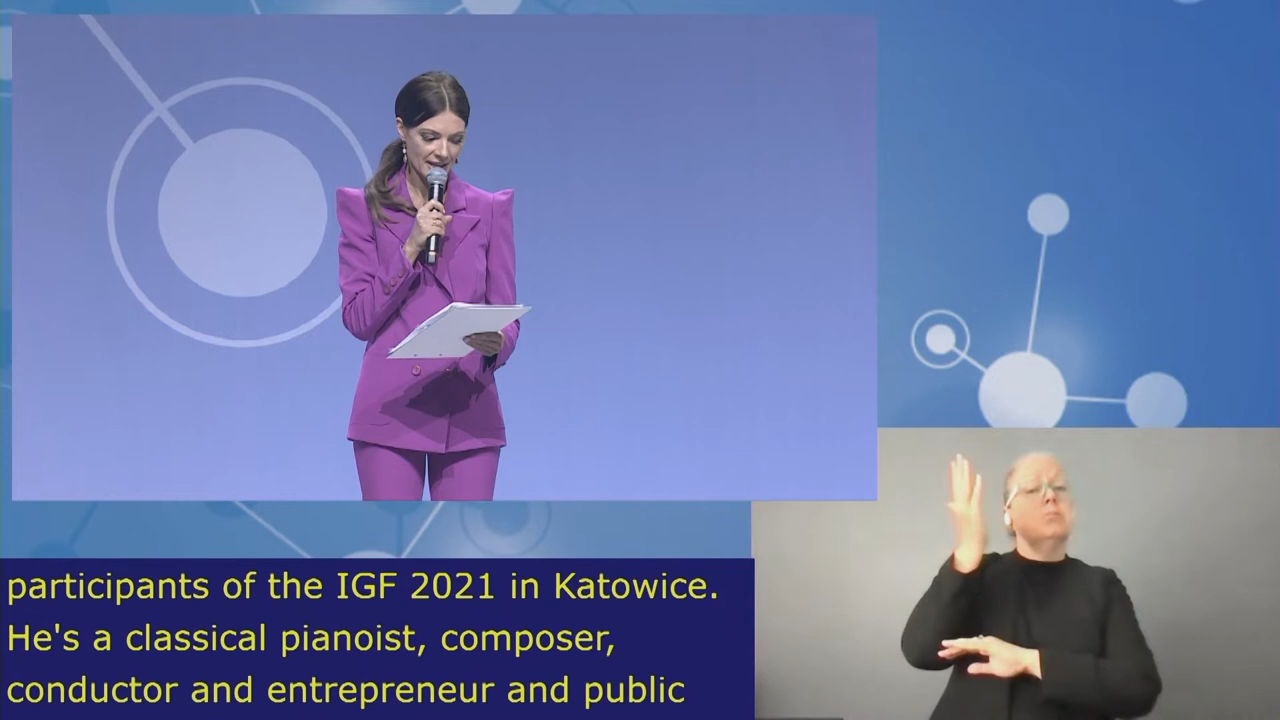 participants of the IGF 2021 in Katowice.
He's a classical pianoist, composer,
conductor and entrepreneur and public